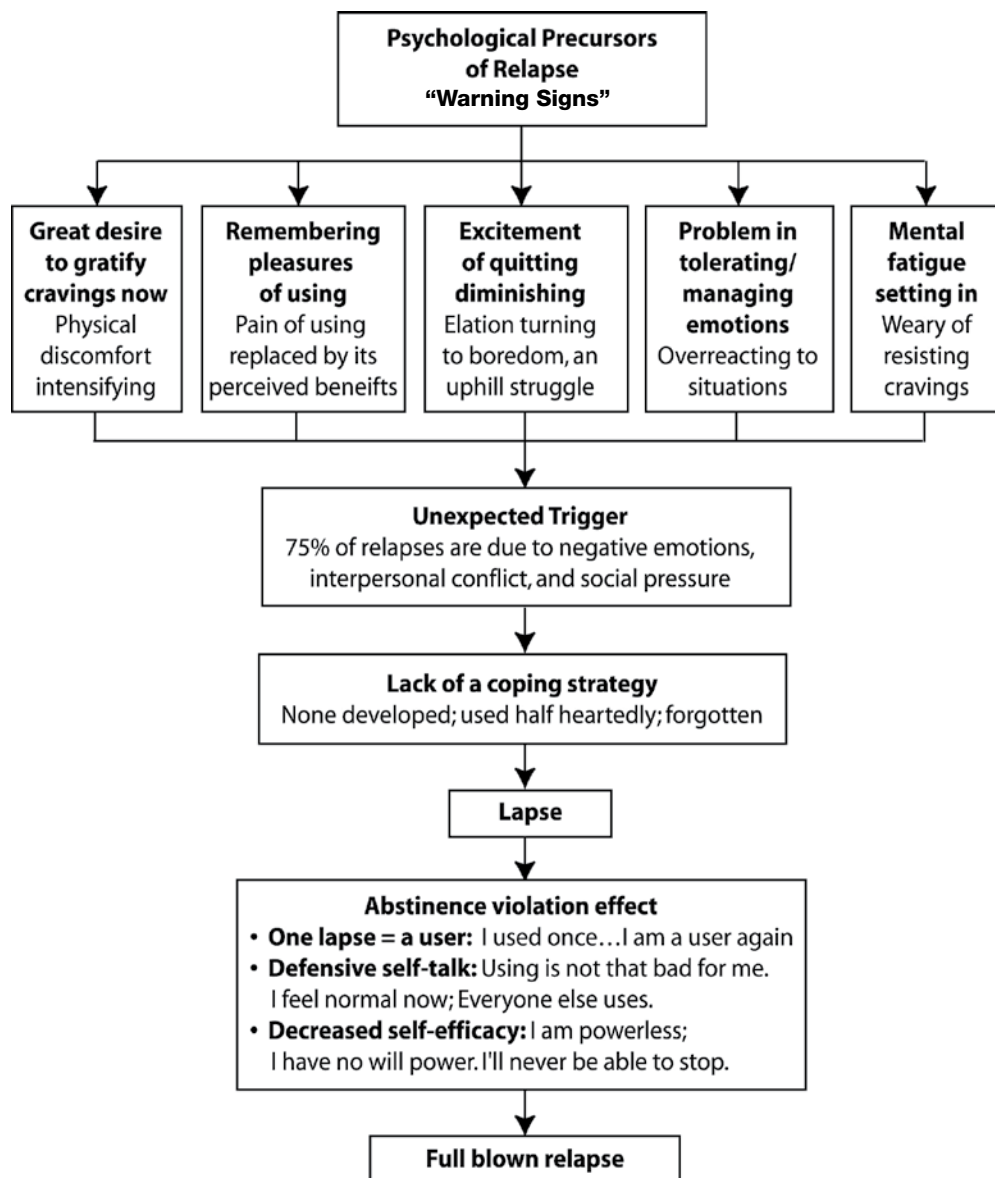 Psychological Precursors
of Relapse
“Warning Signs”
Great desire
to gratify
cravings now
Physical
discomfort
intensifying
Remembering
pleasures
of using
Pain of using
replaced by its
perceived beneifts
Excitement
of quitting
diminishing
Elation turning
to boredom, an
uphill struggle
Problem in
tolerating/
managing
emotions
Overreacting to
situations
Mental
fatigue
setting in
Weary of
resisting
cravings
Unexpected Trigger
75% of relapses are due to negative emotions,
interpersonal conflict, and social pressure
Lack of a coping strategy
None developed; used half heartedly; forgotten
Lapse
Abstinence violation effect
• One lapse = a user: I used once…I am a user again
• Defensive self-talk: Using is not that bad for me.
I feel normal now; Everyone else uses.
• Decreased self-efficacy: I am powerless;
I have no will power. I'll never be able to stop.
Full blown relapse